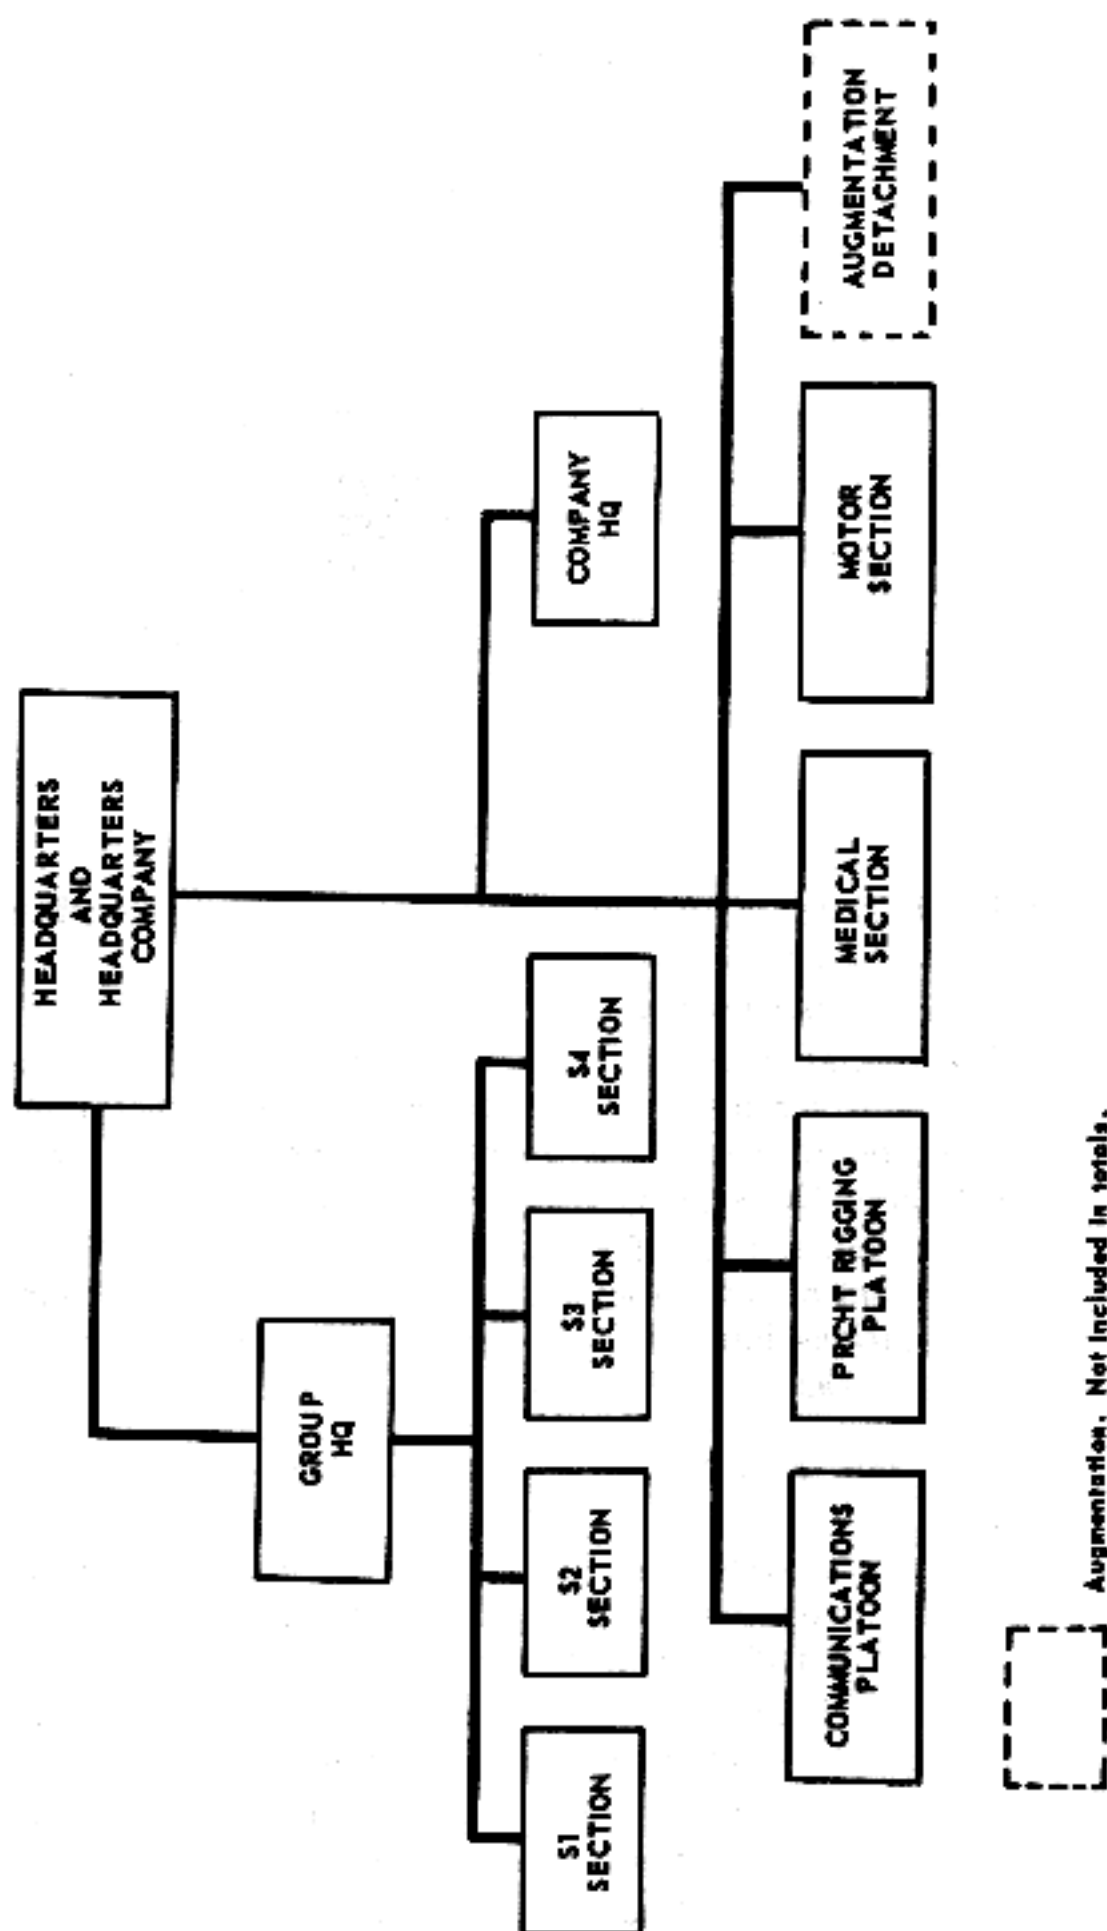 HEADQUARTERS
AND
HEADQUARTERS
COMPANY
GROUP
HQ
S1
SECTION
S2
SECTION
S3
SECTION
S4
SECTION
COMPANY
HQ
COMMUNICATIONS
PLATOON
PRCHT RIGGING
PLATOON
MEDICAL
SECTION
MOTOR
SECTION
AUGMENTATION
DETACHMENT
Augmentation. Not included in totals.